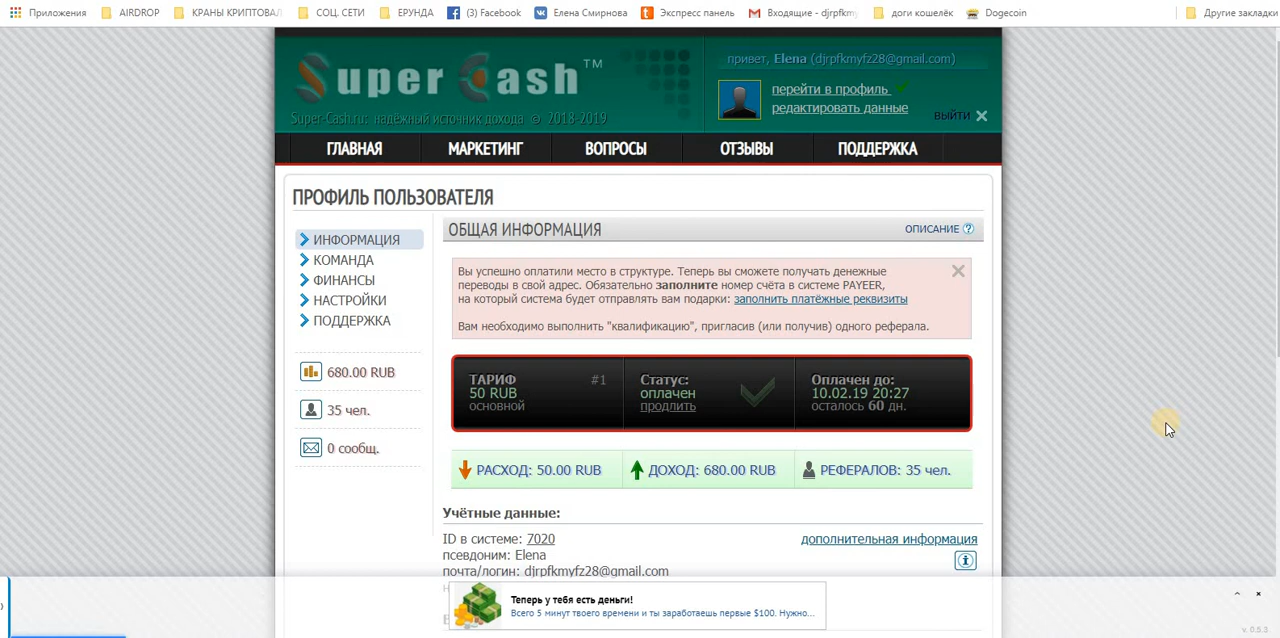 Приложения AIRDROP КРАНЫ КРИПТОВАЛ СОЦ. СЕТИ ЕРУНДА (3) Facebook Елена Смирнова Экспресс панель Входящие - djrpfkmy доги кошелёк Dogecoin Другие закладки
Super Cash TM
Super-Cash.ru: надёжный источник дохода © 2018-2019
привет, Elena (djrpfkmyfz28@gmail.com)
перейти в профиль
редактировать данные
выйти
ГЛАВНАЯ МАРКЕТИНГ ВОПРОСЫ ОТЗЫВЫ ПОДДЕРЖКА
ПРОФИЛЬ ПОЛЬЗОВАТЕЛЯ
ИНФОРМАЦИЯ
КОМАНДА
ФИНАНСЫ
НАСТРОЙКИ
ПОДДЕРЖКА
680.00 RUB
35 чел.
0 сообщ.
ОБЩАЯ ИНФОРМАЦИЯ ОПИСАНИЕ ?
Вы успешно оплатили место в структуре. Теперь вы сможете получать денежные
переводы в свой адрес. Обязательно заполните номер счёта в системе PAYEER,
на который система будет отправлять вам подарки: заполнить платёжные реквизиты
Вам необходимо выполнить "квалификацию", пригласив (или получив) одного реферала.
ТАРИФ #1
50 RUB
основной
Статус:
оплачен
продлить
Оплачен до:
10.02.19 20:27
осталось 60 дн.
РАСХОД: 50.00 RUB ДОХОД: 680.00 RUB РЕФЕРАЛОВ: 35 чел.
Учётные данные:
ID в системе: 7020 дополнительная информация
псевдоним: Elena
почта/логин: djrpfkmyfz28@gmail.com
Теперь у тебя есть деньги!
Всего 5 минут твоего времени и ты заработаешь первые $100. Нужно...
v. 0.5.3